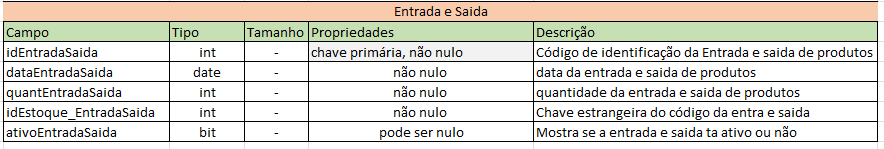 Entrada e Saida
Campo Tipo Tamanho Propriedades Descrição
idEntradaSaida int - chave primária, não nulo Código de identificação da Entrada e saida de produtos
dataEntradaSaida date - não nulo data da entrada e saida de produtos
quantEntradaSaida int - não nulo quantidade da entrada e saida de produtos
idEstoque_EntradaSaida int - não nulo Chave estrangeira do código da entra e saida
ativoEntradaSaida bit - pode ser nulo Mostra se a entrada e saida ta ativo ou não